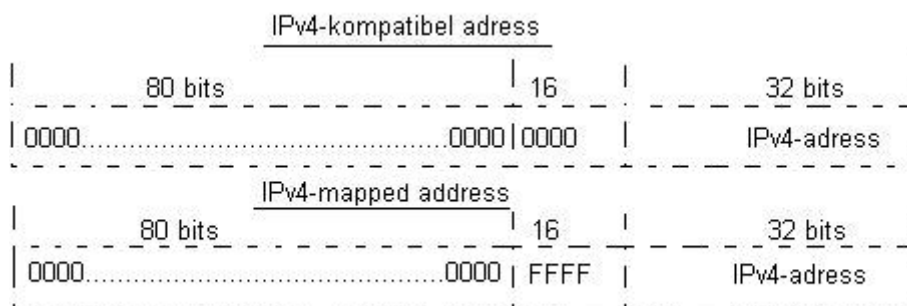 IPv4-kompatibel adress
80 bits 16 32 bits
0000..............................................0000 0000 IPv4-adress
IPv4-mapped address
80 bits 16 32 bits
0000.............................................0000 FFFF IPv4-adress